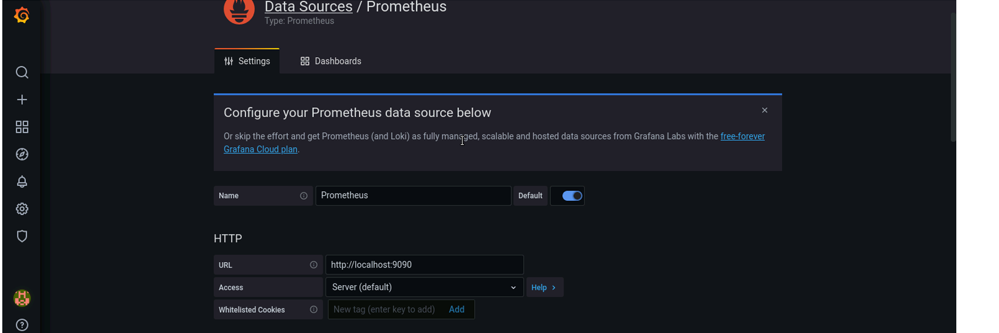 Data Sources / Prometheus
Type: Prometheus
Settings
Dashboards
Configure your Prometheus data source below
Or skip the effort and get Prometheus (and Loki) as fully managed, scalable and hosted data sources from Grafana Labs with the free-forever
Grafana Cloud plan.
Name
Prometheus
Default
HTTP
URL
http://localhost:9090
Access
Server (default)
Help
Whitelisted Cookies
New tag (enter key to add)
Add